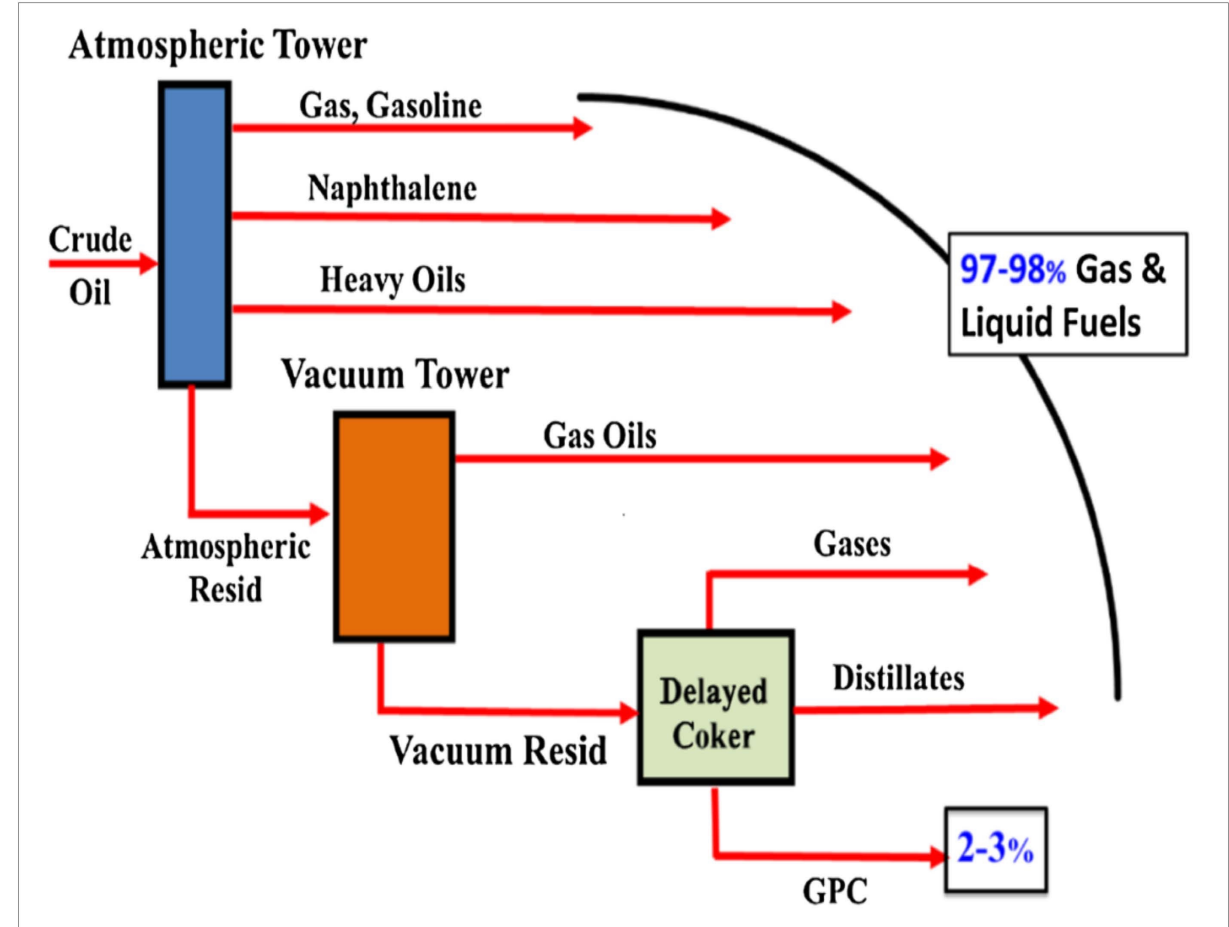 Atmospheric Tower
Gas, Gasoline
Naphthalene
Crude
Oil
Heavy Oils
97-98% Gas &
Liquid Fuels
Vacuum Tower
Gas Oils
Atmospheric
Resid
Gases
Delayed
Coker
Distillates
Vacuum Resid
2-3%
GPC